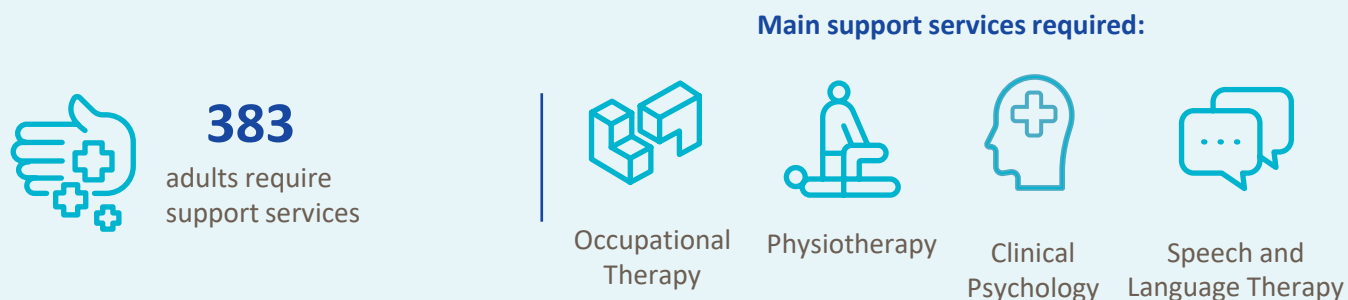 Main support services required:
383
adults require
support services
Occupational
Therapy
Physiotherapy
Clinical
Psychology
Speech and
Language Therapy